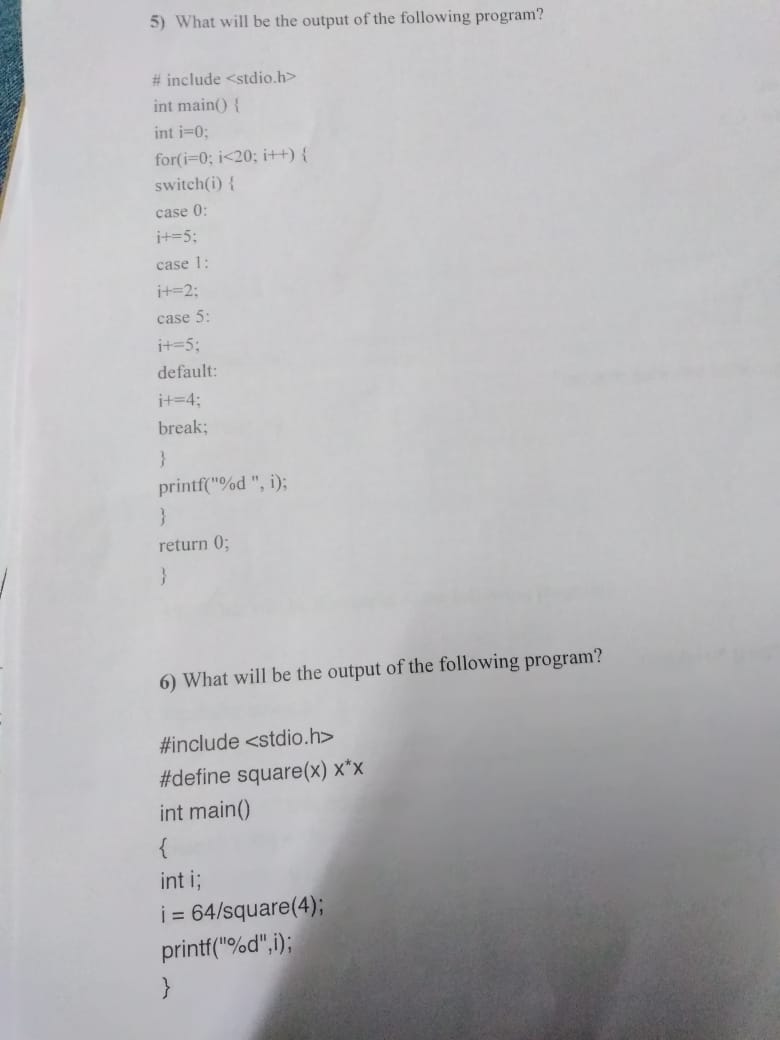 5) What will be the output of the following program?
# include <stdio.h>
int main() {
int i=0;
for(i=0; i<20; i++) {
switch(i) {
case 0:
i+=5;
case 1:
i+=2;
case 5:
i+=5;
default:
i+=4;
break;
}
printf("%d ", i);
}
return 0;
}
6) What will be the output of the following program?
#include <stdio.h>
#define square(x) x*x
int main()
{
int i;
i = 64/square(4);
printf("%d",i);
}